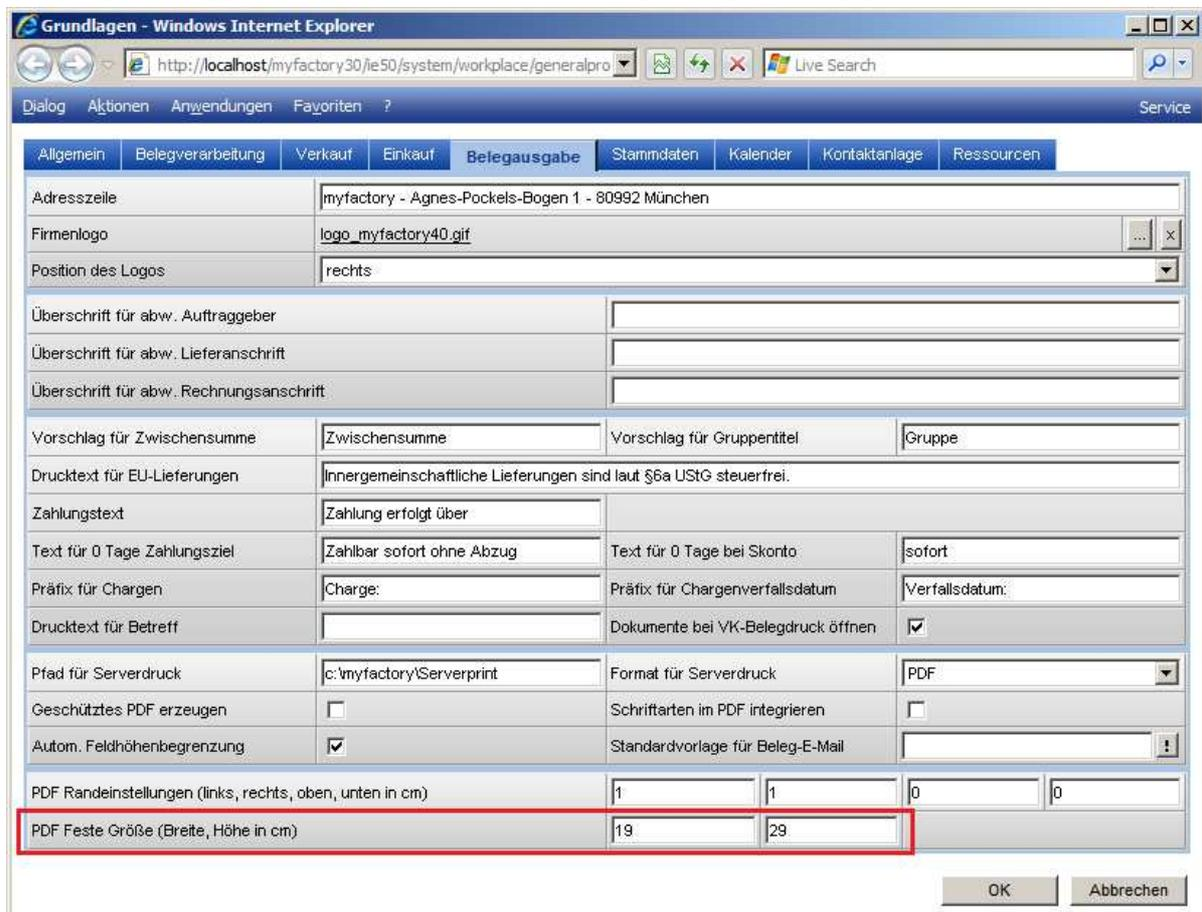 Grundlagen - Windows Internet Explorer
http://localhost/myfactory30/ie50/system/workplace/generalpro Live Search
Dialog Aktionen Anwendungen Favoriten ? Service
Allgemein Belegverarbeitung Verkauf Einkauf Belegausgabe Stammdaten Kalender Kontaktanlage Ressourcen
Adresszeile myfactory - Agnes-Pockels-Bogen 1 - 80992 München
Firmenlogo logo_myfactory40.gif ... x
Position des Logos rechts
Überschrift für abw. Auftraggeber
Überschrift für abw. Lieferanschrift
Überschrift für abw. Rechnungsanschrift
Vorschlag für Zwischensumme Zwischensumme Vorschlag für Gruppentitel Gruppe
Drucktext für EU-Lieferungen Innergemeinschaftliche Lieferungen sind laut §6a UStG steuerfrei.
Zahlungstext Zahlung erfolgt über
Text für 0 Tage Zahlungsziel Zahlbar sofort ohne Abzug Text für 0 Tage bei Skonto sofort
Präfix für Chargen Charge: Präfix für Chargenverfallsdatum Verfallsdatum:
Drucktext für Betreff Dokumente bei VK-Belegdruck öffnen
Pfad für Serverdruck c:\myfactory\Serverprint Format für Serverdruck PDF
Geschütztes PDF erzeugen Schriftarten im PDF integrieren
Autom. Feldhöhenbegrenzung Standardvorlage für Beleg-E-Mail !
PDF Randeinstellungen (links, rechts, oben, unten in cm) 1 1 0 0
PDF Feste Größe (Breite, Höhe in cm) 19 29
OK Abbrechen